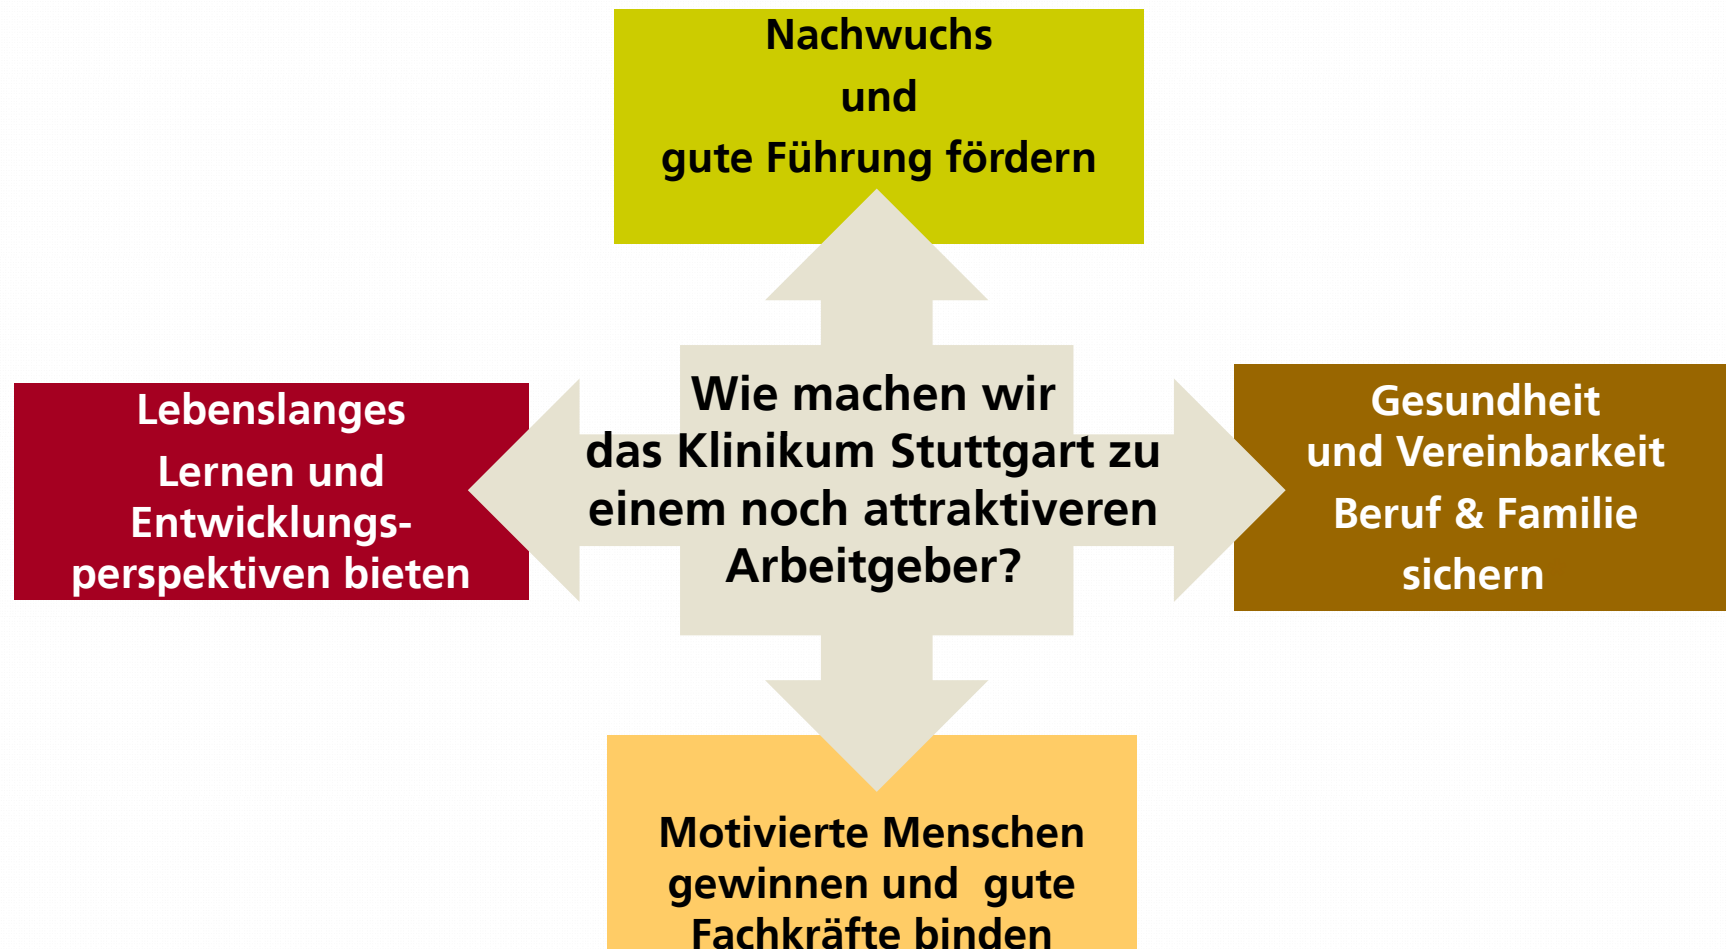 Nachwuchs
und
gute Führung fördern
Lebenslanges
Lernen und
Entwicklungs-
perspektiven bieten
Wie machen wir
das Klinikum Stuttgart zu
einem noch attraktiveren
Arbeitgeber?
Gesundheit
und Vereinbarkeit
Beruf & Familie
sichern
Motivierte Menschen
gewinnen und gute
Fachkräfte binden